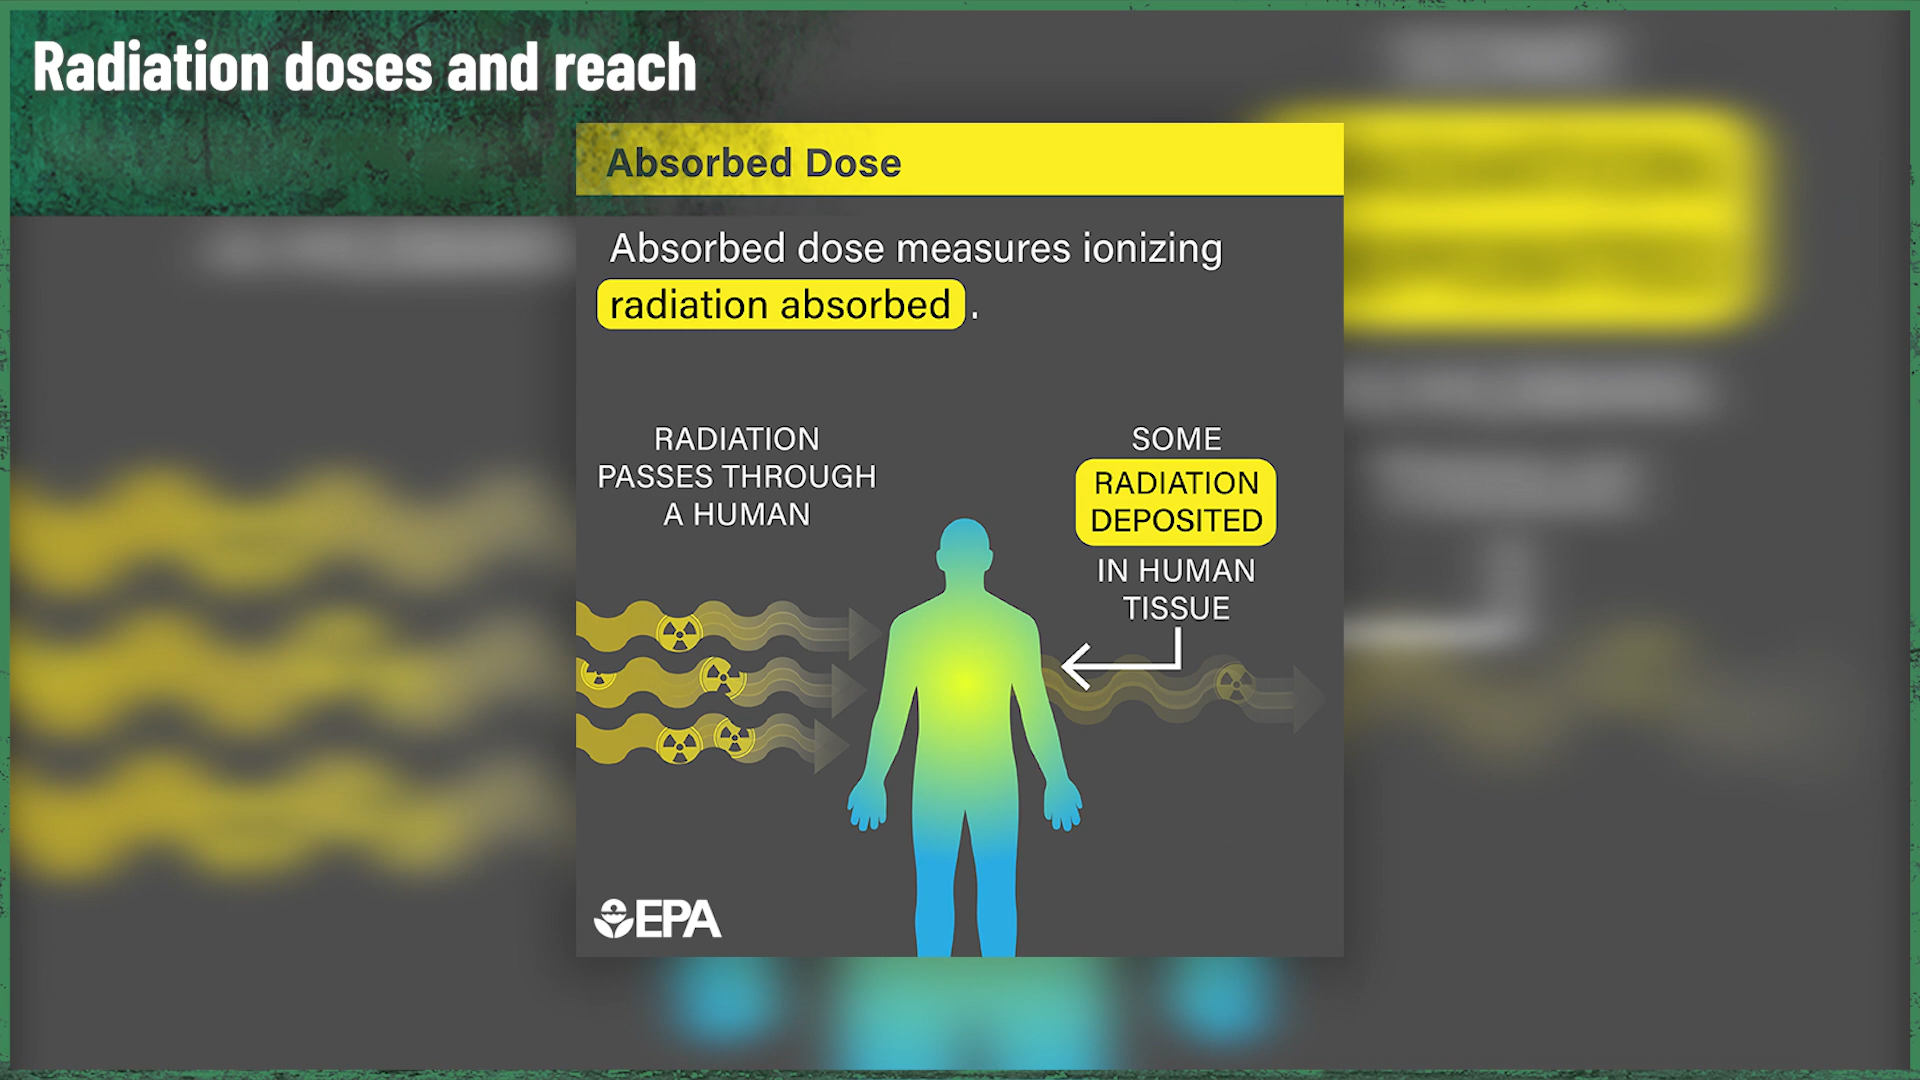 Radiation doses and reach
Absorbed Dose
Absorbed dose measures ionizing
radiation absorbed .
RADIATION
PASSES THROUGH
A HUMAN
SOME
RADIATION
DEPOSITED
IN HUMAN
TISSUE
EPA